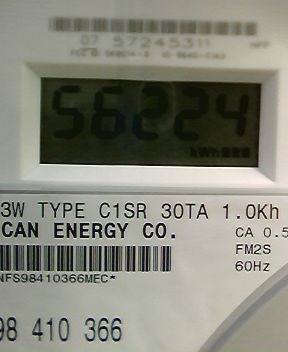 07 57245311
56224
kWh
3W TYPE C1SR 30TA 1.0Kh
CAN ENERGY CO.
CA 0.5
FM2S
60Hz
NFS98410366MEC*
98 410 366